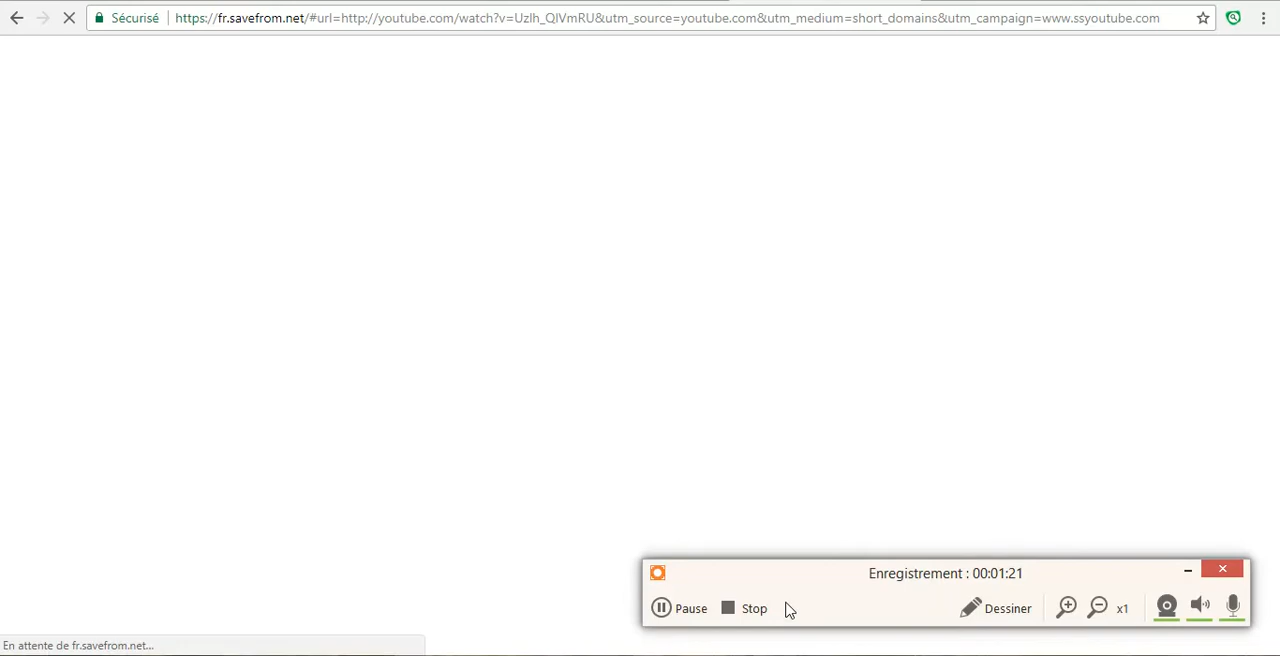 Sécurisé https://fr.savefrom.net/#url=http://youtube.com/watch?v=Uzlh_QlVmRU&utm_source=youtube.com&utm_medium=short_domains&utm_campaign=www.ssyoutube.com
Enregistrement : 00:01:21
Pause Stop Dessiner x1
En attente de fr.savefrom.net...